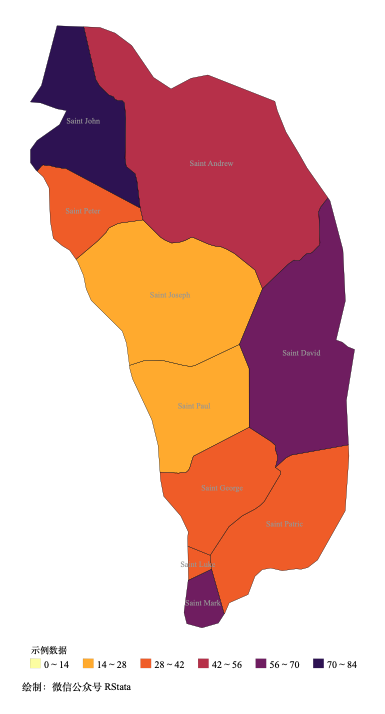 Saint John
Saint Andrew
Saint Peter
Saint Joseph
Saint David
Saint Paul
Saint George
Saint Patric
Saint Luke
Saint Mark
示例数据
0 ~ 14
14 ~ 28
28 ~ 42
42 ~ 56
56 ~ 70
70 ~ 84
绘制：微信公众号 RStata